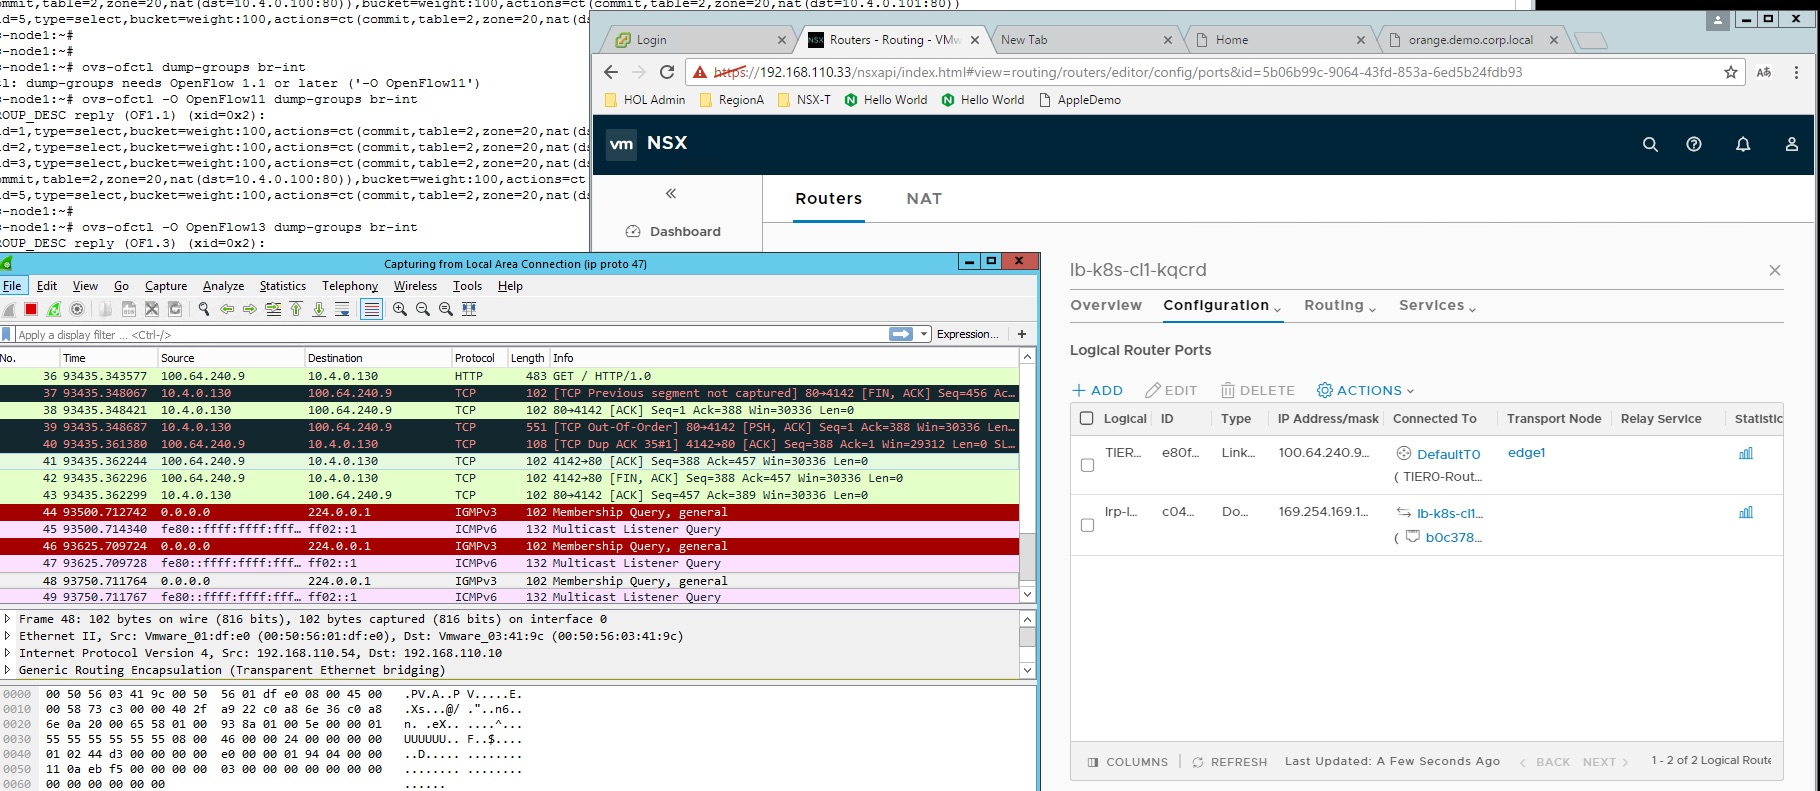 ommit,table=2,zone=20,nat(dst=10.4.0.100:80)),bucket=weight:100,actions=ct(commit,table=2,zone=20,nat(dst=10.4.0.101:80))
d=5,type=select,bucket=weight:100,actions=ct(commit,table=2,zone=20,nat(ds
s-node1:~#
s-node1:~#
s-node1:~# ovs-ofctl dump-groups br-int
tl: dump-groups needs OpenFlow 1.1 or later ('-O OpenFlow11')
s-node1:~# ovs-ofctl -O OpenFlow11 dump-groups br-int
ROUP_DESC reply (OF1.1) (xid=0x2):
id=1,type=select,bucket=weight:100,actions=ct(commit,table=2,zone=20,nat(ds
id=2,type=select,bucket=weight:100,actions=ct(commit,table=2,zone=20,nat(ds
id=3,type=select,bucket=weight:100,actions=ct(commit,table=2,zone=20,nat(ds
commit,table=2,zone=20,nat(dst=10.4.0.100:80)),bucket=weight:100,actions=ct
id=5,type=select,bucket=weight:100,actions=ct(commit,table=2,zone=20,nat(ds
s-node1:~#
s-node1:~# ovs-ofctl -O OpenFlow13 dump-groups br-int
ROUP_DESC reply (OF1.3) (xid=0x2):
Login
Routers - Routing - VMw
New Tab
Home
orange.demo.corp.local
https://192.168.110.33/nsxapi/index.html#view=routing/routers/editor/config/ports&id=5b06b99c-9064-43fd-853a-6ed5b24fdb93
HOL Admin RegionA NSX-T Hello World Hello World AppleDemo
vm NSX
Routers NAT
Dashboard
Capturing from Local Area Connection (ip proto 47)
File Edit View Go Capture Analyze Statistics Telephony Wireless Tools Help
Apply a display filter ... <Ctrl-/> Expression... +
No. Time Source Destination Protocol Length Info
36 93435.343577 100.64.240.9 10.4.0.130 HTTP 483 GET / HTTP/1.0
37 93435.348067 10.4.0.130 100.64.240.9 TCP 102 [TCP Previous segment not captured] 80→4142 [FIN, ACK] Seq=456 Ac…
38 93435.348421 10.4.0.130 100.64.240.9 TCP 102 80→4142 [ACK] Seq=1 Ack=388 Win=30336 Len=0
39 93435.348687 10.4.0.130 100.64.240.9 TCP 551 [TCP Out-Of-Order] 80→4142 [PSH, ACK] Seq=1 Ack=388 Win=30336 Len…
40 93435.361380 100.64.240.9 10.4.0.130 TCP 108 [TCP Dup ACK 35#1] 4142→80 [ACK] Seq=388 Ack=1 Win=29312 Len=0 SL…
41 93435.362244 100.64.240.9 10.4.0.130 TCP 102 4142→80 [ACK] Seq=388 Ack=457 Win=30336 Len=0
42 93435.362296 100.64.240.9 10.4.0.130 TCP 102 4142→80 [FIN, ACK] Seq=388 Ack=457 Win=30336 Len=0
43 93435.362299 10.4.0.130 100.64.240.9 TCP 102 80→4142 [ACK] Seq=457 Ack=389 Win=30336 Len=0
44 93500.712742 0.0.0.0 224.0.0.1 IGMPv3 102 Membership Query, general
45 93500.714340 fe80::ffff:ffff:fff… ff02::1 ICMPv6 132 Multicast Listener Query
46 93625.709724 0.0.0.0 224.0.0.1 IGMPv3 102 Membership Query, general
47 93625.709728 fe80::ffff:ffff:fff… ff02::1 ICMPv6 132 Multicast Listener Query
48 93750.711764 0.0.0.0 224.0.0.1 IGMPv3 102 Membership Query, general
49 93750.711767 fe80::ffff:ffff:fff… ff02::1 ICMPv6 132 Multicast Listener Query
Frame 48: 102 bytes on wire (816 bits), 102 bytes captured (816 bits) on interface 0
Ethernet II, Src: Vmware_01:df:e0 (00:50:56:01:df:e0), Dst: Vmware_03:41:9c (00:50:56:03:41:9c)
Internet Protocol Version 4, Src: 192.168.110.54, Dst: 192.168.110.10
Generic Routing Encapsulation (Transparent Ethernet bridging)
0000 00 50 56 03 41 9c 00 50 56 01 df e0 08 00 45 00 .PV.A..P V.....E.
0010 00 58 73 c3 00 00 40 2f a9 22 c0 a8 6e 36 c0 a8 .Xs...@/ ."..n6..
0020 6e 0a 20 00 65 58 01 00 93 8a 01 00 5e 00 00 01 n. .eX.. ....^...
0030 55 55 55 55 55 55 08 00 46 00 00 24 00 00 00 00 UUUUUU.. F..$....
0040 01 02 44 d3 00 00 00 00 e0 00 00 01 94 04 00 00 ..D..... ........
0050 11 0a eb f5 00 00 00 00 03 00 00 00 00 00 00 00 ........ ........
0060 00 00 00 00 00 00 ......
lb-k8s-cl1-kqcrd
Overview Configuration Routing Services
Logical Router Ports
+ ADD EDIT DELETE ACTIONS
Logical ID Type IP Address/mask Connected To Transport Node Relay Service Statistic
TIER... e80f... Link... 100.64.240.9... DefaultT0 edge1
( TIER0-Rout...
lrp-l... c04... Do... 169.254.169.1... lb-k8s-cl1...
( b0c378...
COLUMNS REFRESH Last Updated: A Few Seconds Ago BACK NEXT 1 - 2 of 2 Logical Route